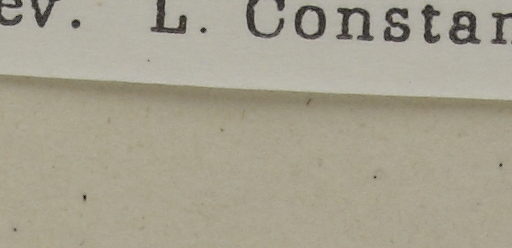 ev. L. Constan